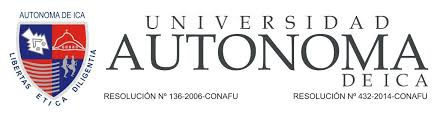 AUTONOMA DE ICA
LIBERTAS ETICA DILIGENTIA
UNIVERSIDAD
AUTONOMA
DE ICA
RESOLUCIÓN Nº 136-2006-CONAFU
RESOLUCIÓN Nº 432-2014-CONAFU